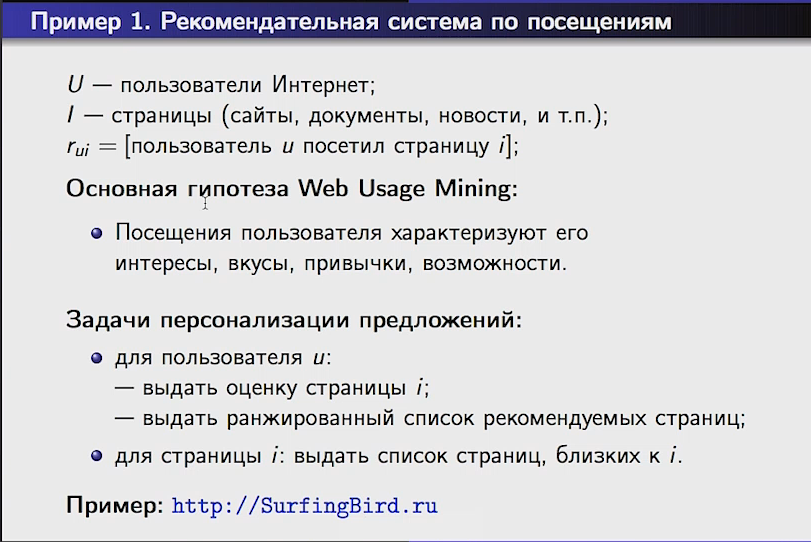 Пример 1. Рекомендательная система по посещениям
U — пользователи Интернет;
I — страницы (сайты, документы, новости, и т.п.);
rui = [пользователь u посетил страницу i];
Основная гипотеза Web Usage Mining:
Посещения пользователя характеризуют его
интересы, вкусы, привычки, возможности.
Задачи персонализации предложений:
для пользователя u:
— выдать оценку страницы i;
— выдать ранжированный список рекомендуемых страниц;
для страницы i: выдать список страниц, близких к i.
Пример: http://SurfingBird.ru